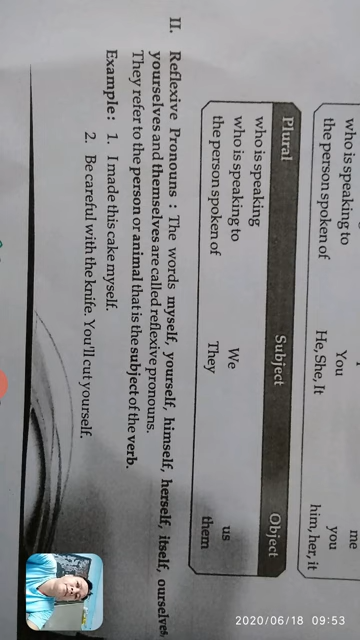 who is speaking to You you
the person spoken of He, She, It him, her, it
me
Plural Subject Object
who is speaking
who is speaking to We us
the person spoken of They them
II. Reflexive Pronouns : The words myself, yourself, himself, herself, itself, ourselves,
yourselves and themselves are called reflexive pronouns.
They refer to the person or animal that is the subject of the verb.
Example : 1. I made this cake myself.
2. Be careful with the knife. You'll cut yourself.
2020/06/18 09:53